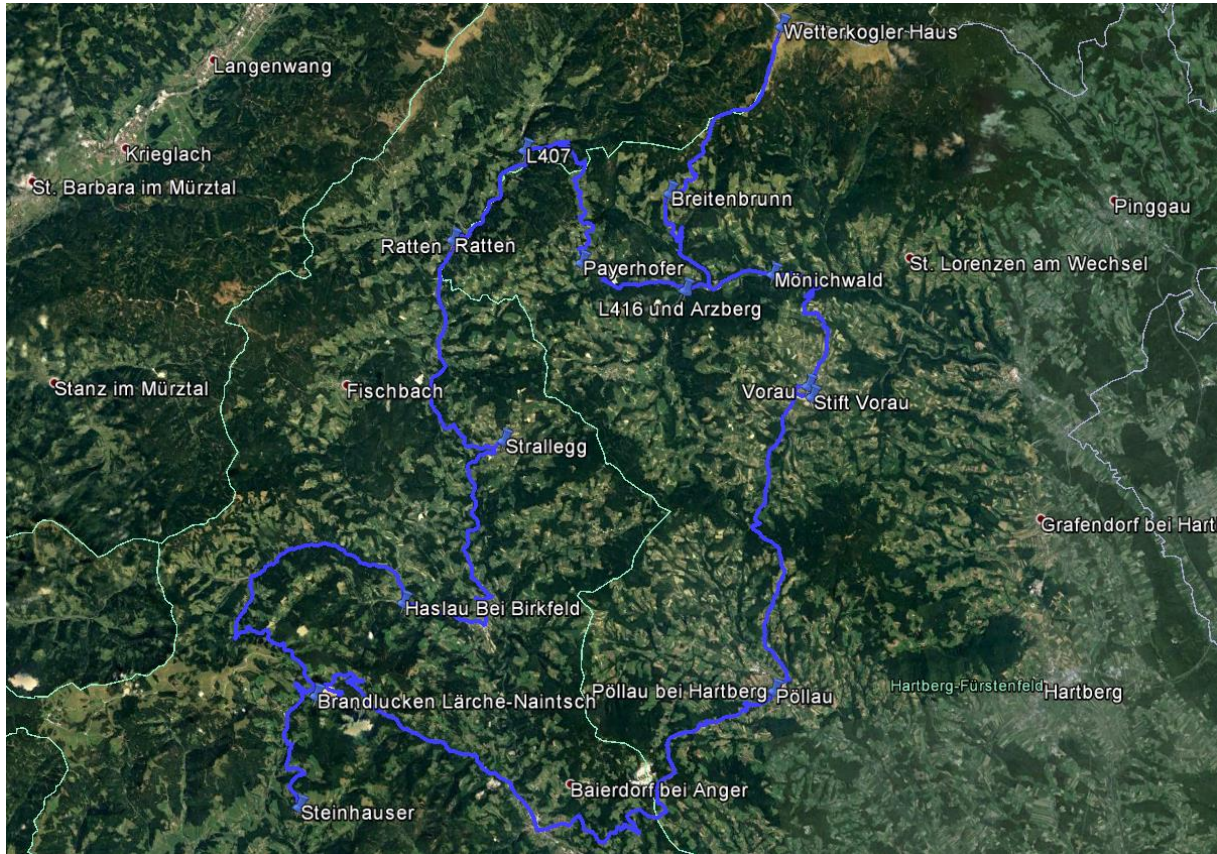 Wetterkogler-Haus
Langenwang
Krieglach
L407
St. Barbara im Mürztal
Breitenbrunn
Pinggau
Ratten
Ratten
Payerhofer
St. Lorenzen am Wechsel
Mönichwald
L416 und Arzberg
Stanz im Mürztal
Fischbach
Vorau
Stift Vorau
Strallegg
Grafendorf bei Hart
Haslau Bei Birkfeld
Pöllau bei Hartberg
Pöllau
Hartberg-Fürstenfeld
Hartberg
Brandlucken Lärche-Naintsch
Baierdorf bei Anger
Steinhauser